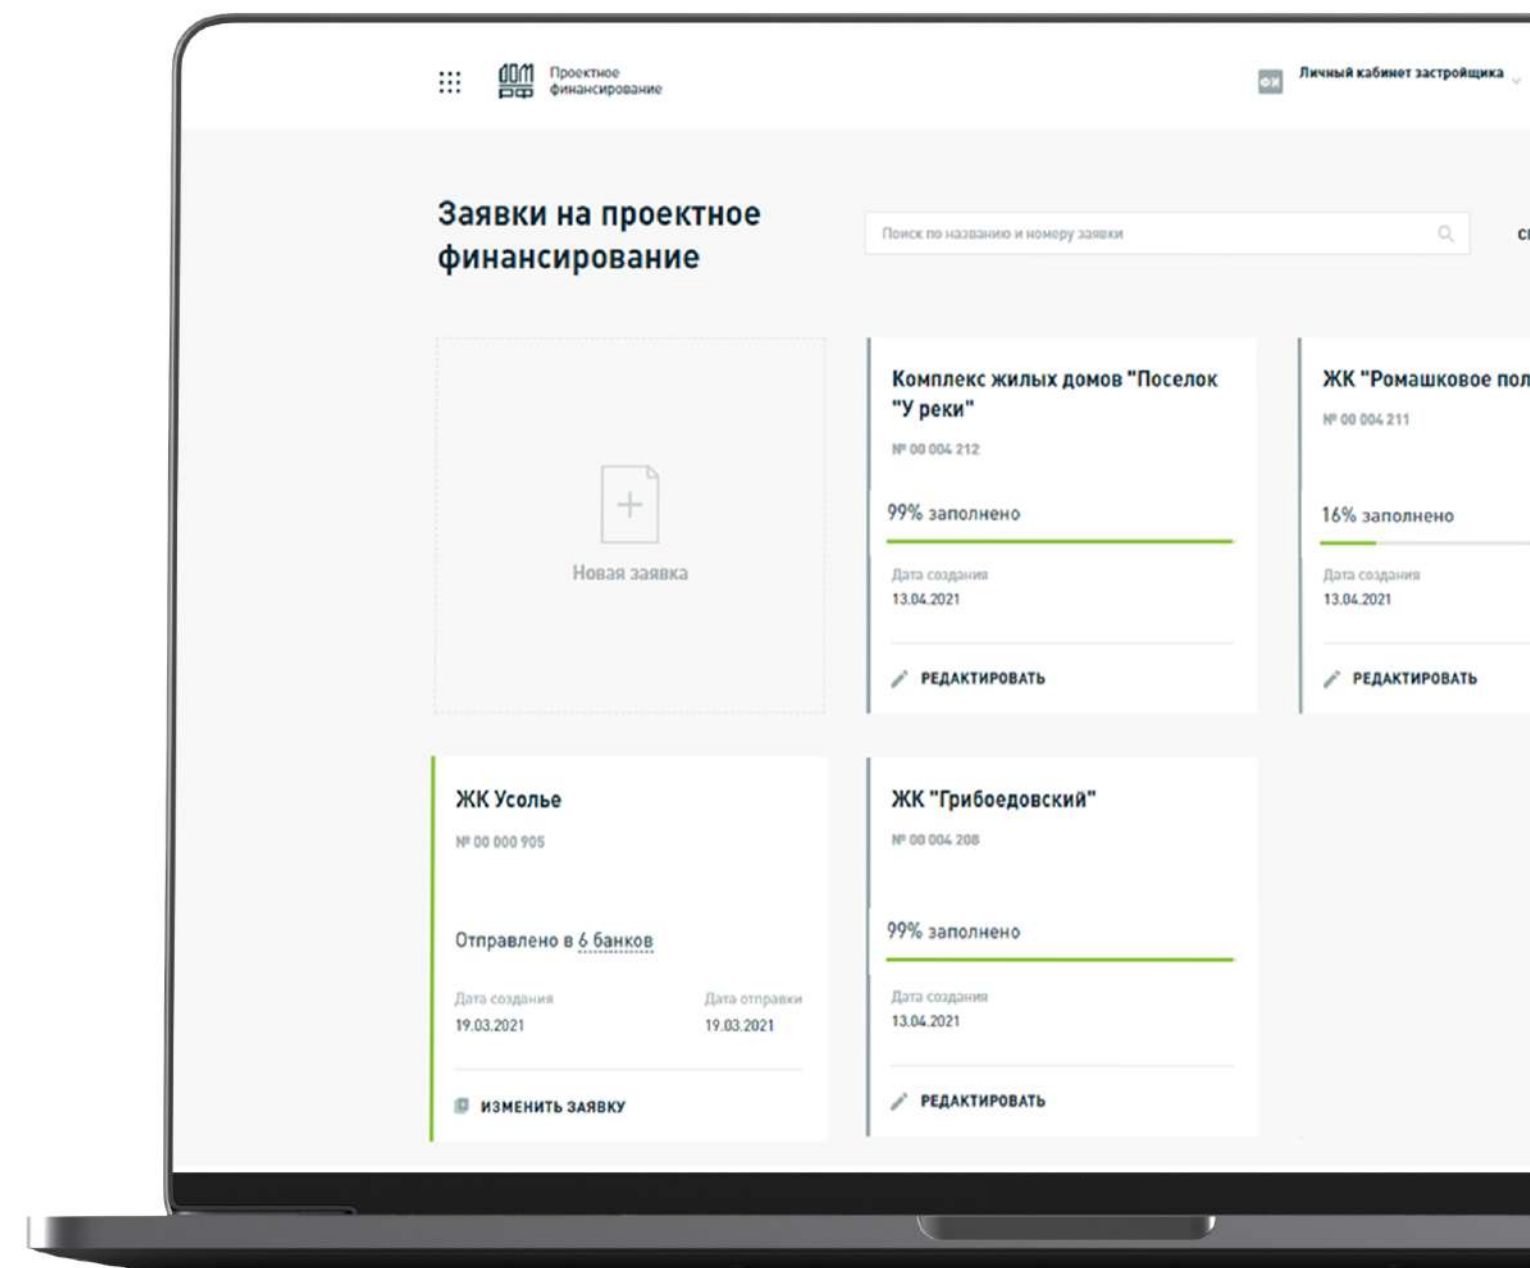 ДОМ
РФ
Проектное
финансирование
ФИ
Личный кабинет застройщика
Заявки на проектное
финансирование
Поиск по названию и номеру заявки
Новая заявка
Комплекс жилых домов "Поселок
"У реки"
№ 00 004 212
99% заполнено
Дата создания
13.04.2021
РЕДАКТИРОВАТЬ
ЖК "Ромашковое пол
№ 00 004 211
16% заполнено
Дата создания
13.04.2021
РЕДАКТИРОВАТЬ
ЖК Усолье
№ 00 000 905
Отправлено в 6 банков
Дата создания
Дата отправки
19.03.2021
19.03.2021
ИЗМЕНИТЬ ЗАЯВКУ
ЖК "Грибоедовский"
№ 00 004 208
99% заполнено
Дата создания
13.04.2021
РЕДАКТИРОВАТЬ